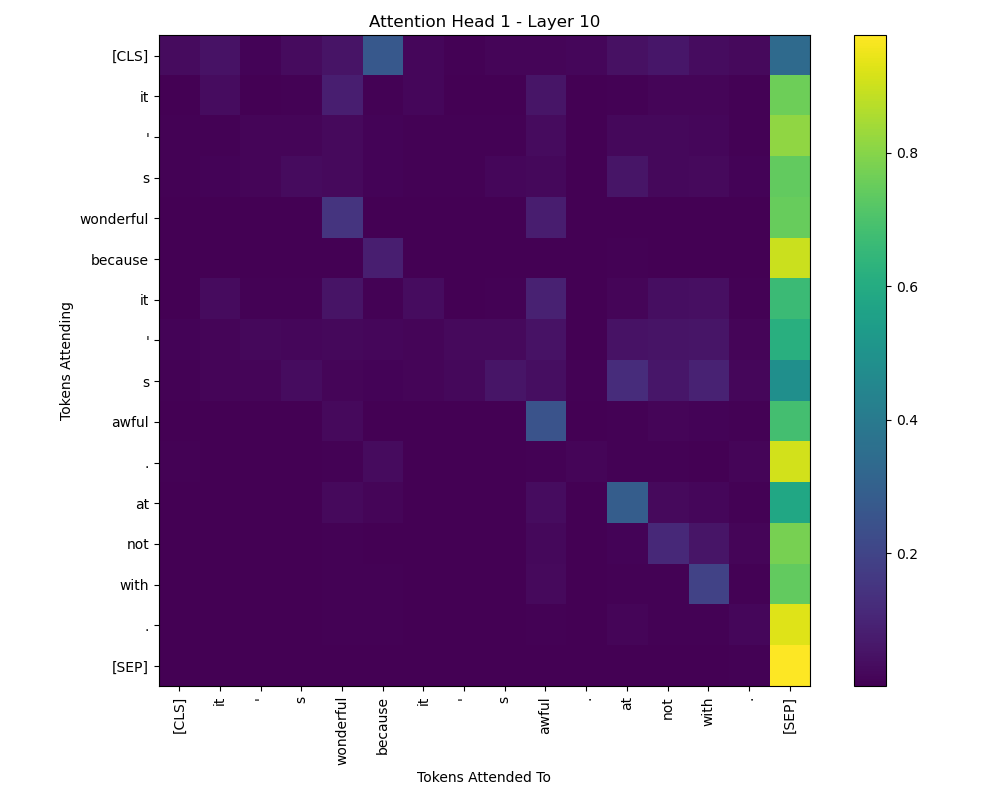 Attention Head 1 - Layer 10
[CLS]
it
'
s
wonderful
because
it
'
s
awful
.
at
not
with
.
[SEP]
Tokens Attending
[CLS]
it
'
s
wonderful
because
it
'
s
awful
.
at
not
with
.
[SEP]
Tokens Attended To
0.8
0.6
0.4
0.2